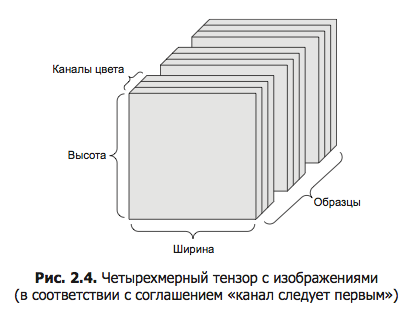 Каналы цвета
Высота
Образцы
Ширина
Рис. 2.4. Четырехмерный тензор с изображениями
(в соответствии с соглашением «канал следует первым»)